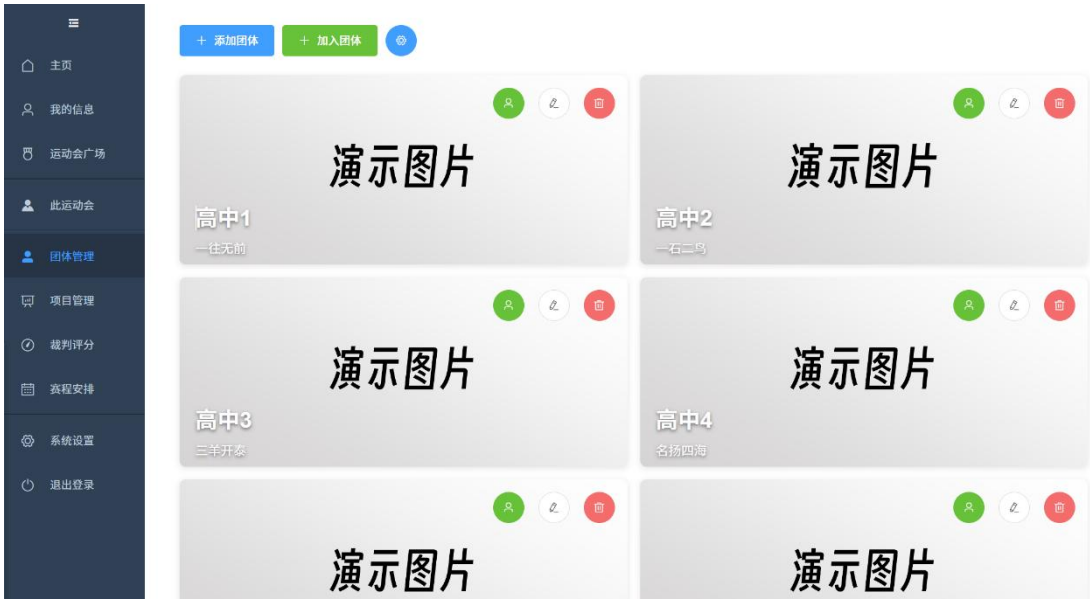 主页
我的信息
运动会广场
此运动会
团体管理
项目管理
裁判评分
赛程安排
系统设置
退出登录
+ 添加团体
+ 加入团体
演示图片
高中1
一往无前
演示图片
高中2
一石二鸟
演示图片
高中3
三羊开泰
演示图片
高中4
名扬四海
演示图片
演示图片